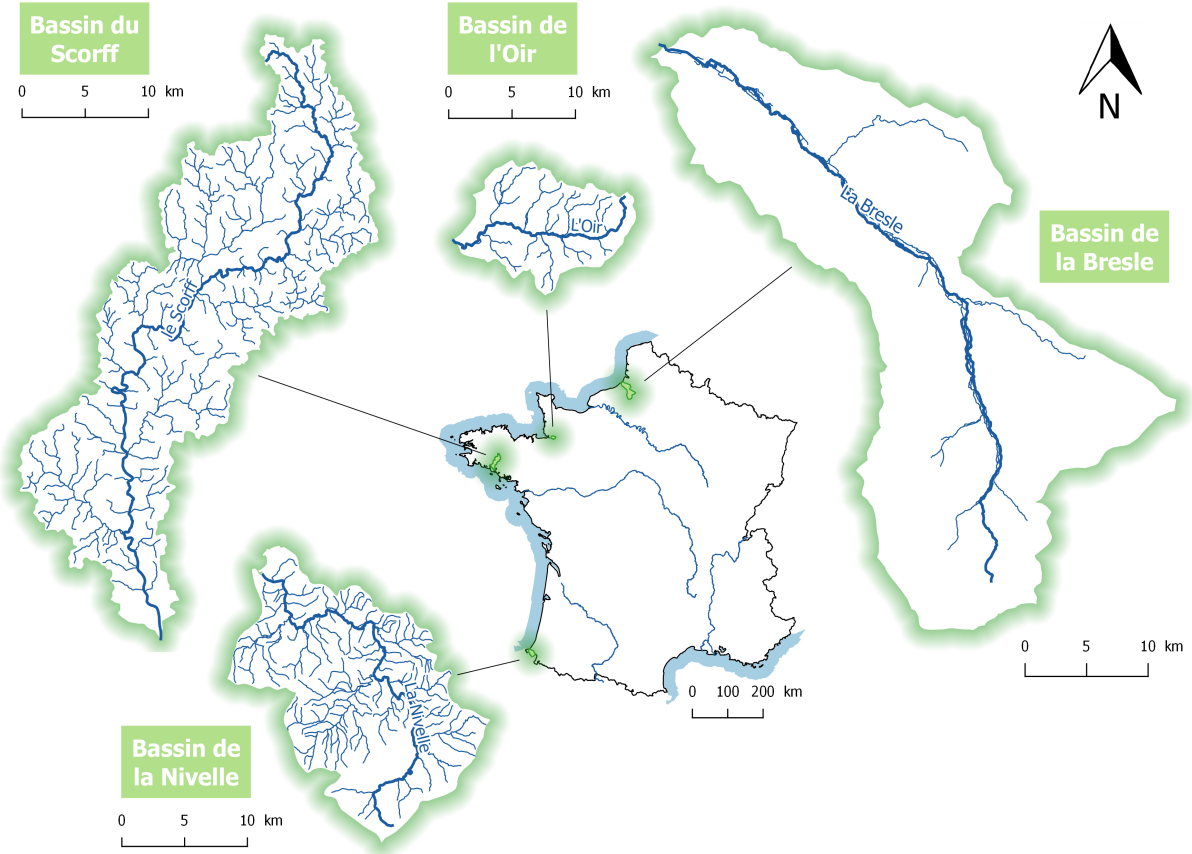 Bassin du
Scorff
0 5 10 km
Bassin de
l'Oir
0 5 10 km
N
La Bresle
Bassin de
la Bresle
L'Oir
Le Scorff
0 5 10 km
0 100 200 km
La Nivelle
Bassin de
la Nivelle
0 5 10 km